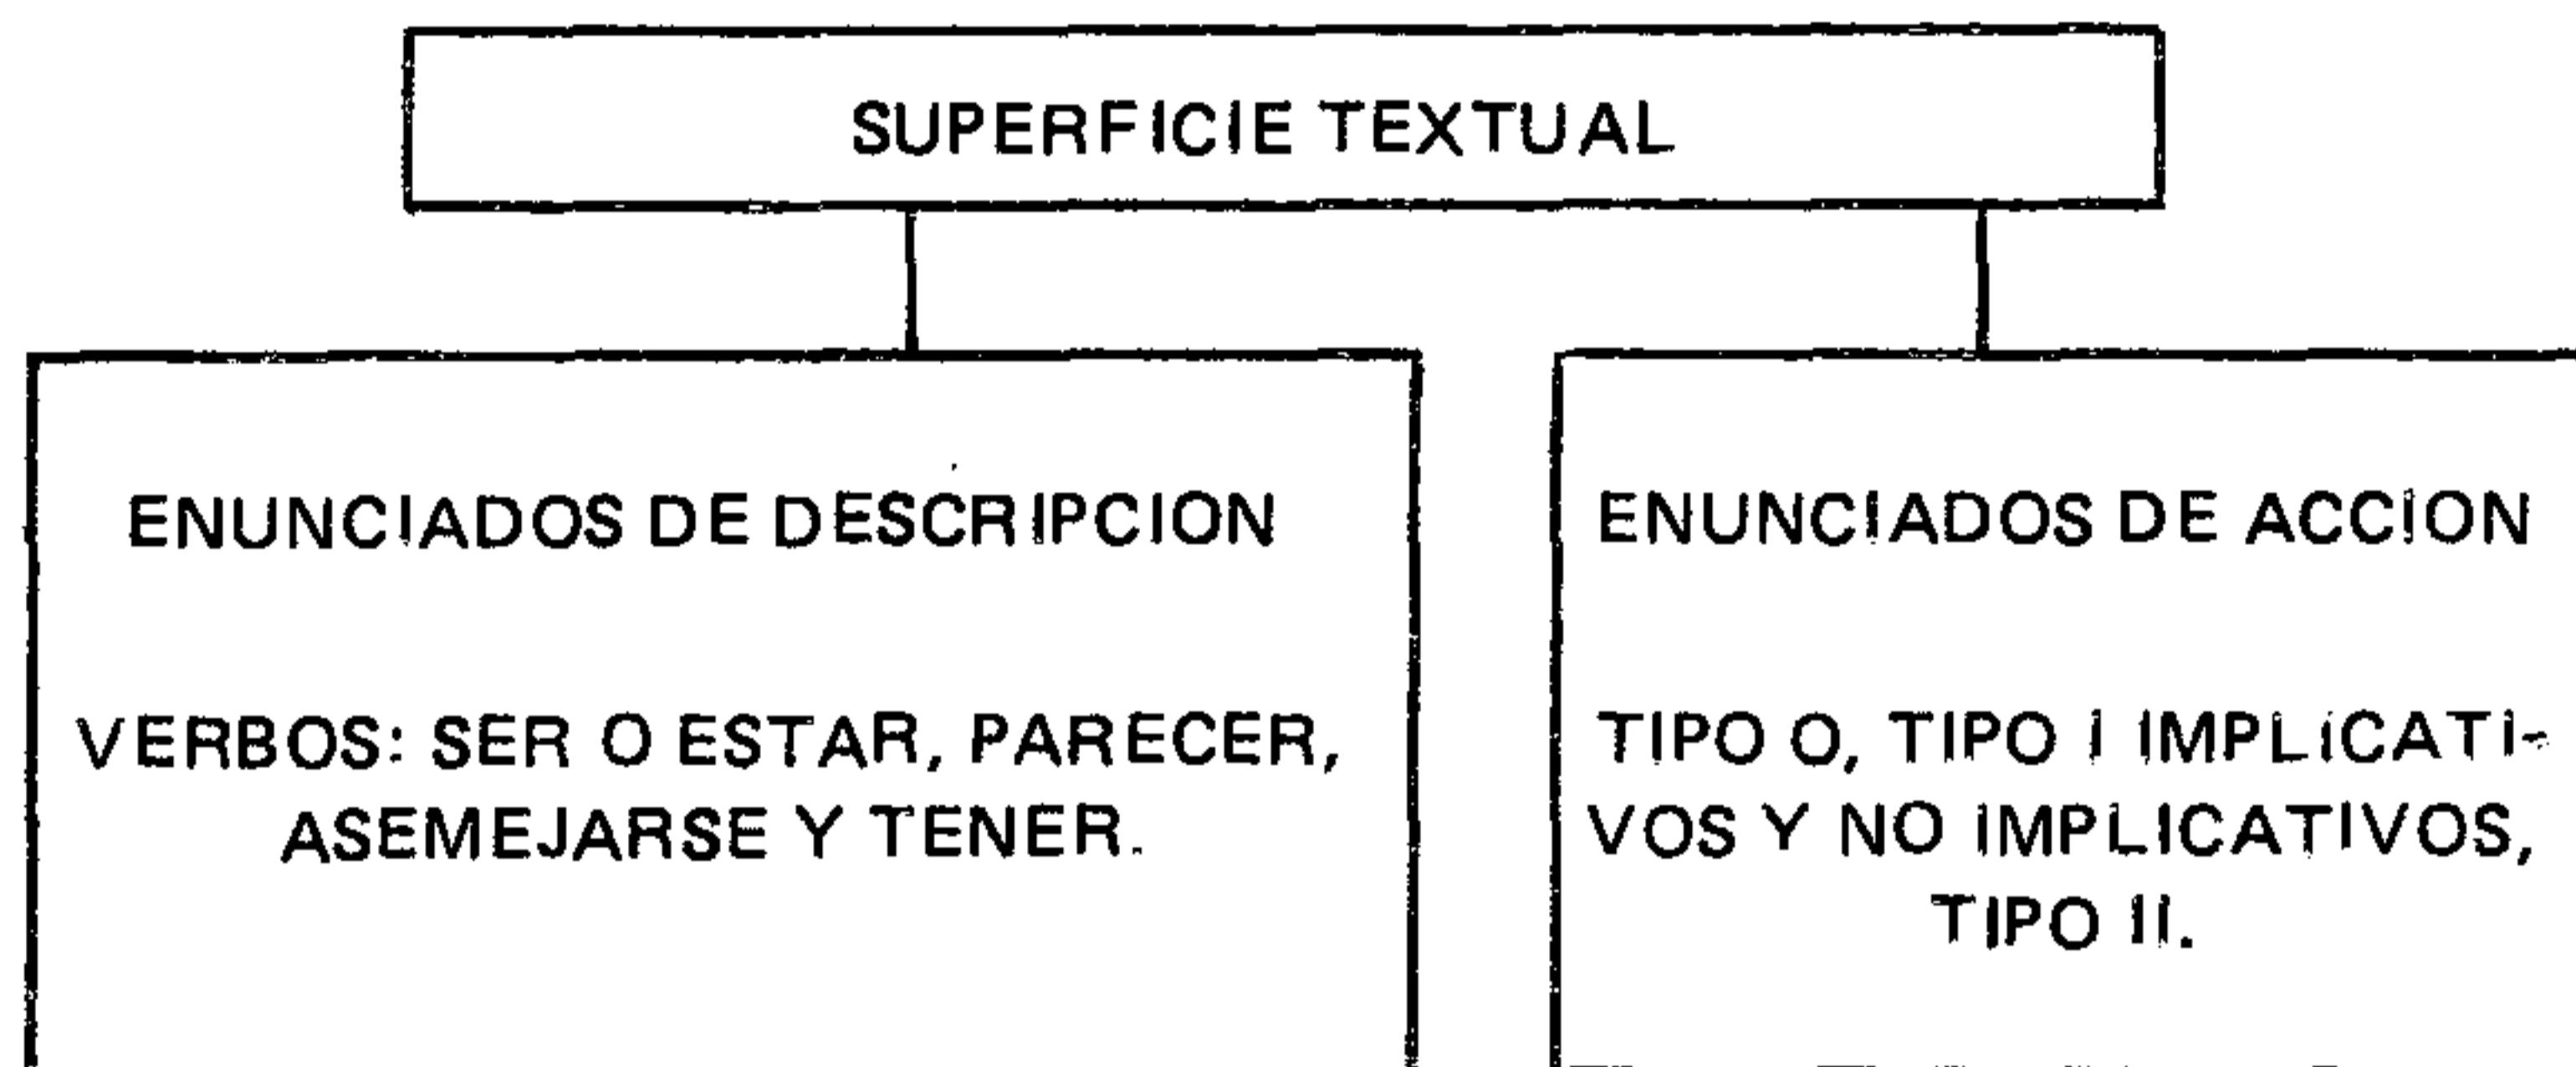 SUPERFICIE TEXTUAL
ENUNCIADOS DE DESCRIPCION
VERBOS: SER O ESTAR, PARECER,
ASEMEJARSE Y TENER.
ENUNCIADOS DE ACCION
TIPO O, TIPO I IMPLICATI-
VOS Y NO IMPLICATIVOS,
TIPO II.